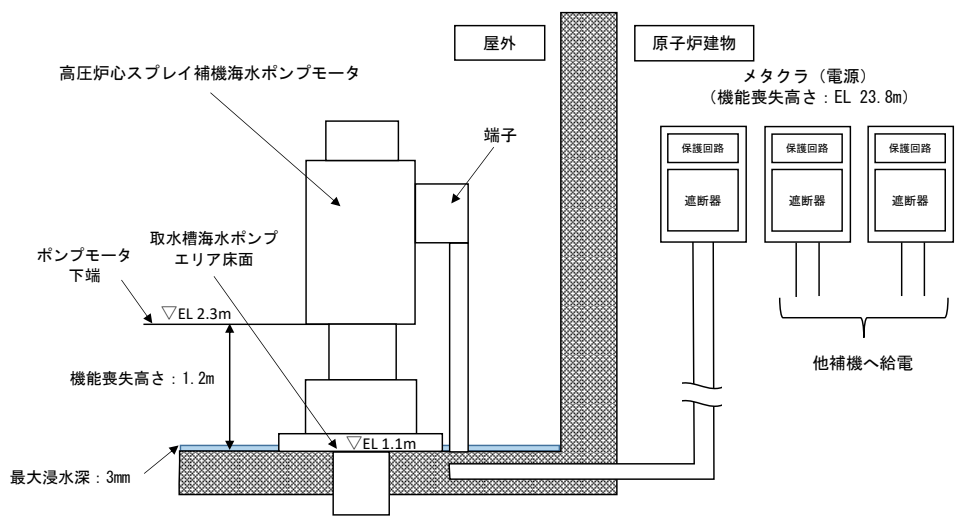 屋外
原子炉建物
高圧炉心スプレイ補機海水ポンプモータ
メタクラ（電源）
（機能喪失高さ：EL 23.8m）
端子
保護回路
保護回路
保護回路
遮断器
遮断器
遮断器
取水槽海水ポンプ
エリア床面
ポンプモータ
下端
▽EL 2.3m
機能喪失高さ：1.2m
他補機へ給電
▽EL 1.1m
最大浸水深：3mm